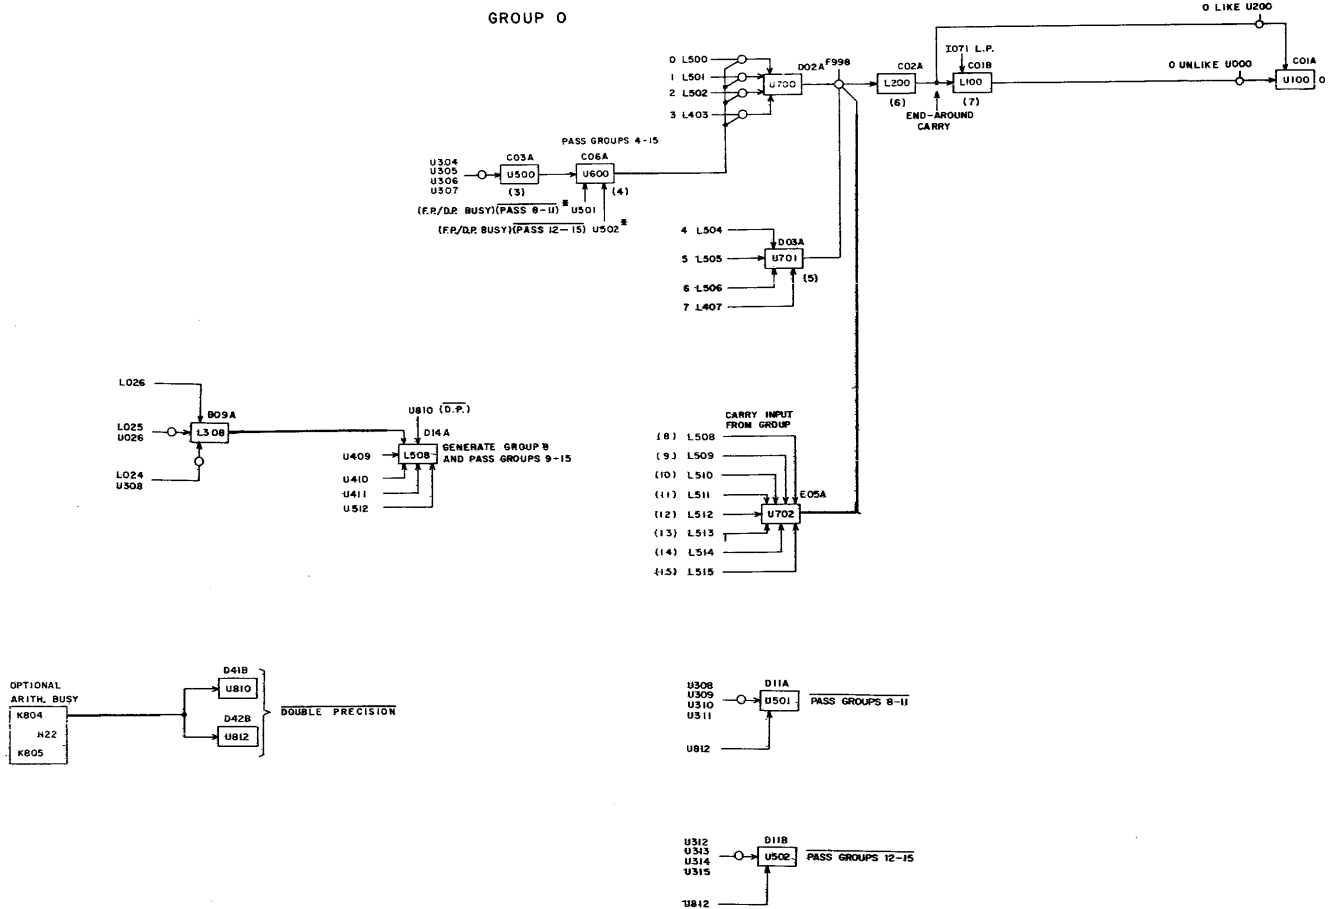 GROUP 0
0 LIKE U200
0 L500
1 L501
2 L502
3 L403
D02A
U700
F998
C02A
L200
(6)
I071 L.P.
C01B
L100
(7)
END-AROUND
CARRY
0 UNLIKE U000
C01A
U100
0
PASS GROUPS 4-15
U304
U305
U306
U307
C03A
U500
(3)
C06A
U600
(4)
(F.P./D.P. BUSY)(PASS 8-11)* U501
(F.P./D.P. BUSY)(PASS 12-15) U502*
4 L504
5 L505
6 L506
7 L407
D03A
U701
(5)
L026
L025
U026
L024
U308
B09A
L308
U810 (D.P.)
D14A
L508
GENERATE GROUP 8
AND PASS GROUPS 9-15
U409
U410
U411
U512
CARRY INPUT
FROM GROUP
(8) L508
(9) L509
(10) L510
(11) L511
(12) L512
(13) L513
(14) L514
(15) L515
E05A
U702
OPTIONAL
ARITH. BUSY
K804
H22
K805
D41B
U810
D42B
U812
DOUBLE PRECISION
U308
U309
U310
U311
U812
D11A
U501
PASS GROUPS 8-11
U312
U313
U314
U315
U812
D11B
U502
PASS GROUPS 12-15